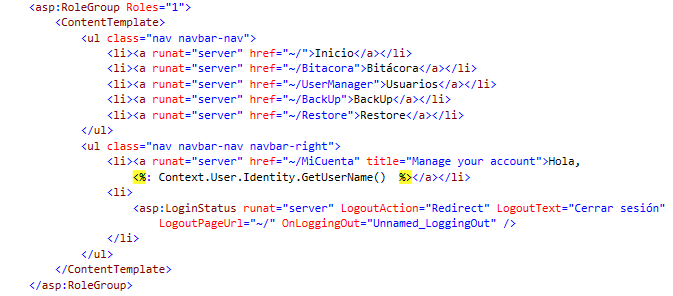 <asp:RoleGroup Roles="1">
<ContentTemplate>
<ul class="nav navbar-nav">
<li><a runat="server" href="~/">Inicio</a></li>
<li><a runat="server" href="~/Bitacora">Bitácora</a></li>
<li><a runat="server" href="~/UserManager">Usuarios</a></li>
<li><a runat="server" href="~/BackUp">BackUp</a></li>
<li><a runat="server" href="~/Restore">Restore</a></li>
</ul>
<ul class="nav navbar-nav navbar-right">
<li><a runat="server" href="~/MiCuenta" title="Manage your account">Hola,
<%: Context.User.Identity.GetUserName()  %></a></li>
<li>
<asp:LoginStatus runat="server" LogoutAction="Redirect" LogoutText="Cerrar sesión"
LogoutPageUrl="~/" OnLoggingOut="Unnamed_LoggingOut" />
</li>
</ul>
</ContentTemplate>
</asp:RoleGroup>